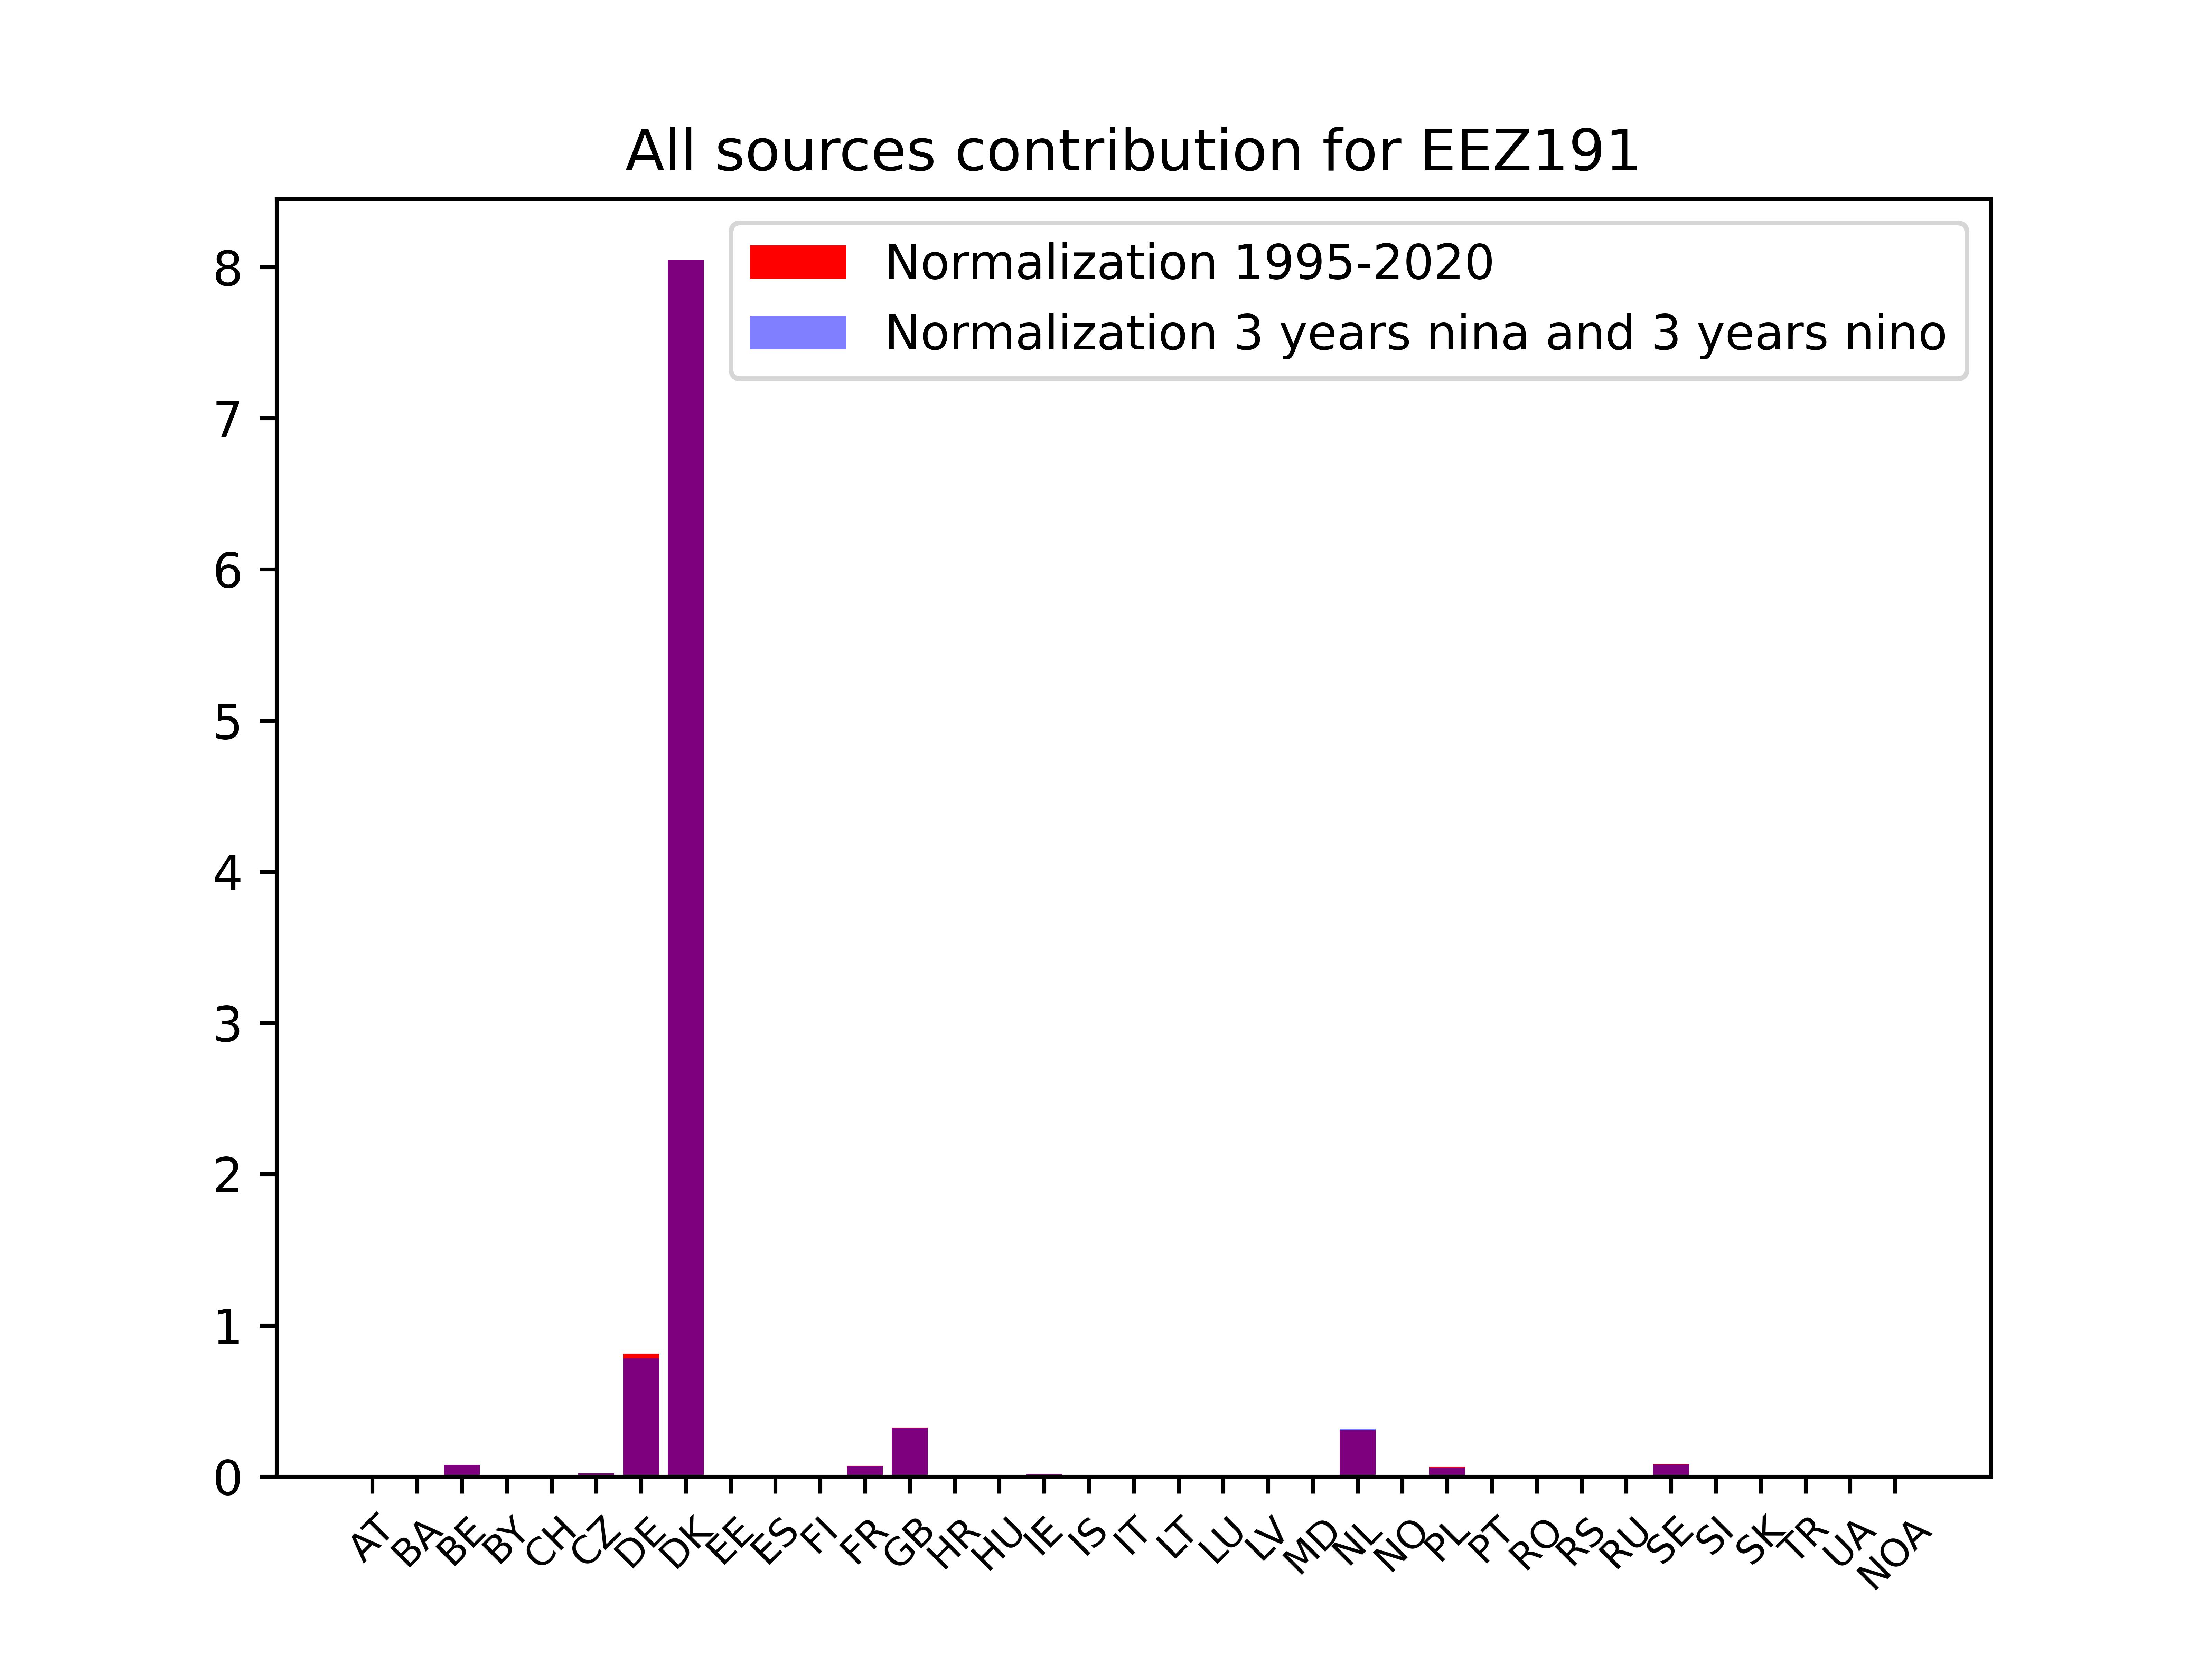 All sources contribution for EEZ191
Normalization 1995-2020
Normalization 3 years nina and 3 years nino
8
7
6
5
4
3
2
1
0
AT BA BE BY CH CZ DE DK EE ES FI FR GB HR HU IE IS IT LT LU LV MD NL NO PL PT RO RS RU SE SI SK TR UA NOA